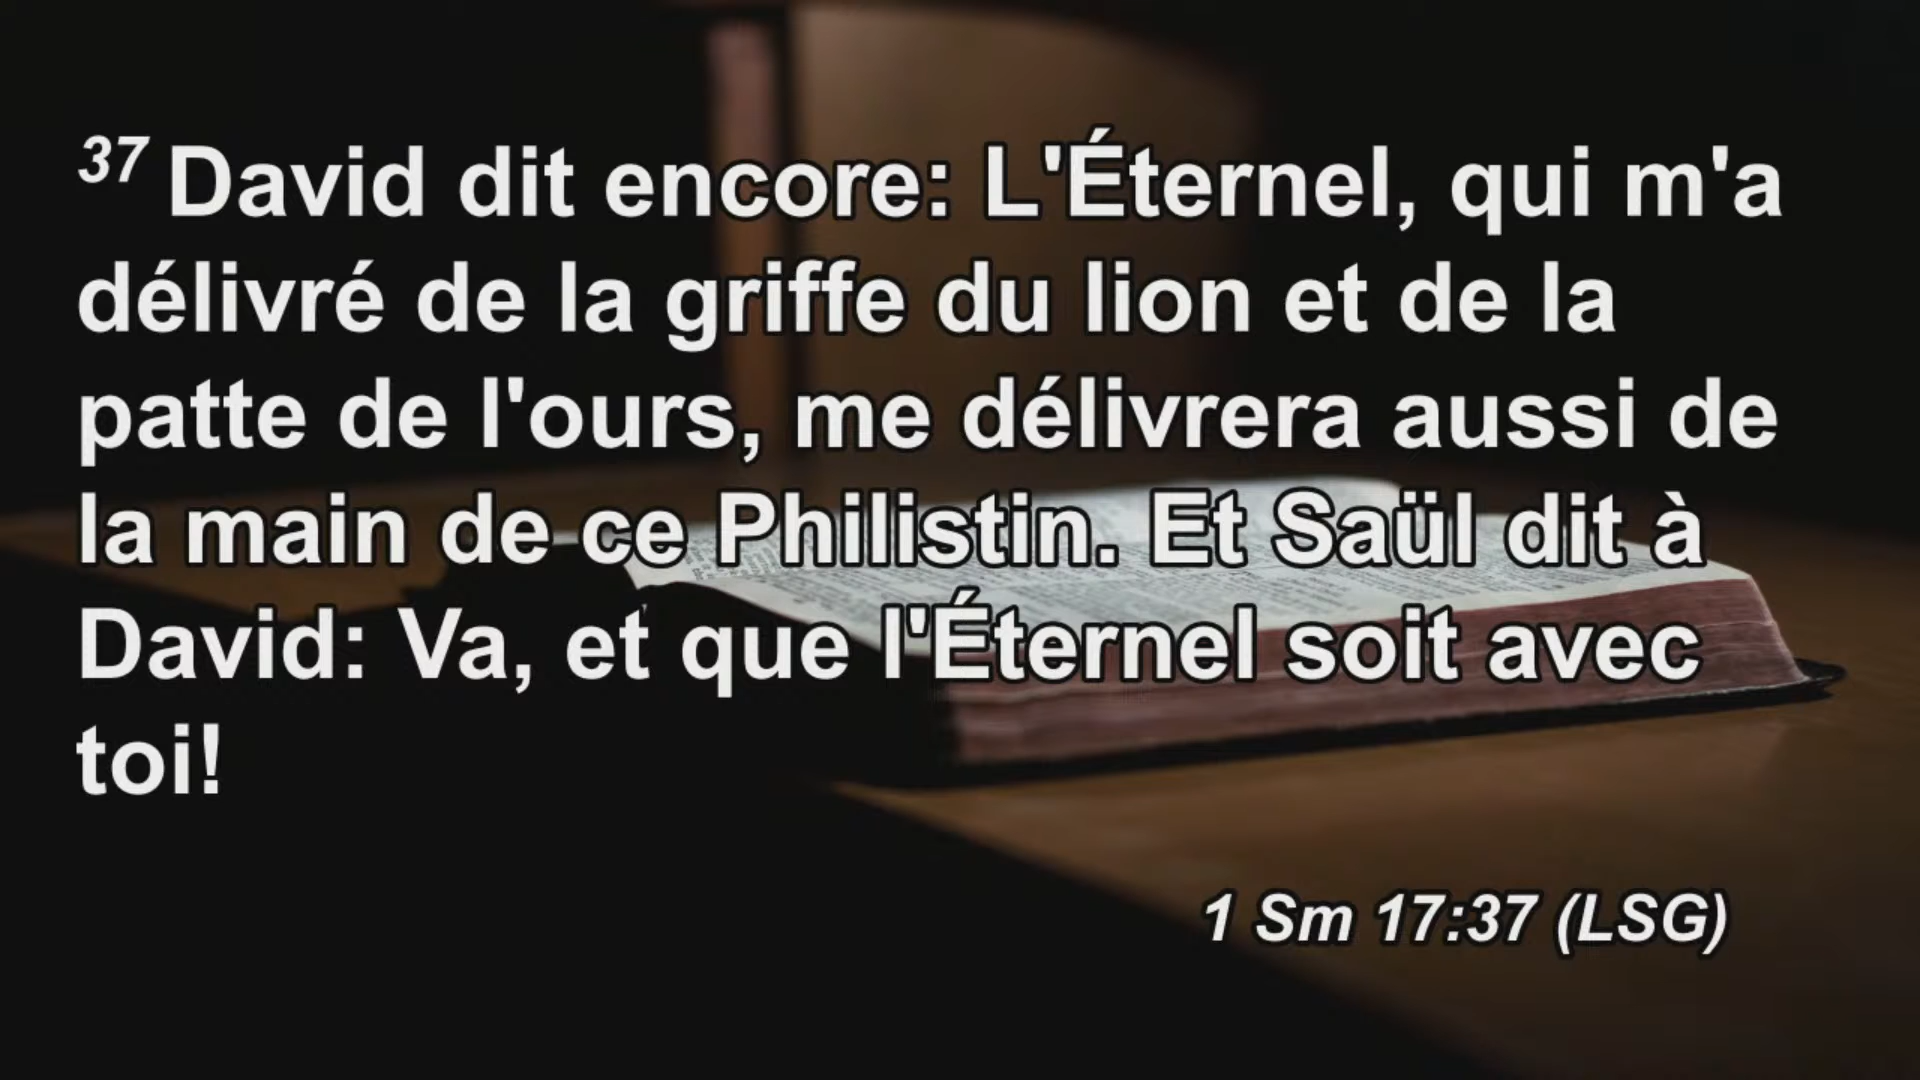 37 David dit encore: L'Éternel, qui m'a
délivré de la griffe du lion et de la
patte de l'ours, me délivrera aussi de
la main de ce Philistin. Et Saül dit à
David: Va, et que l'Éternel soit avec
toi!
1 Sm 17:37 (LSG)